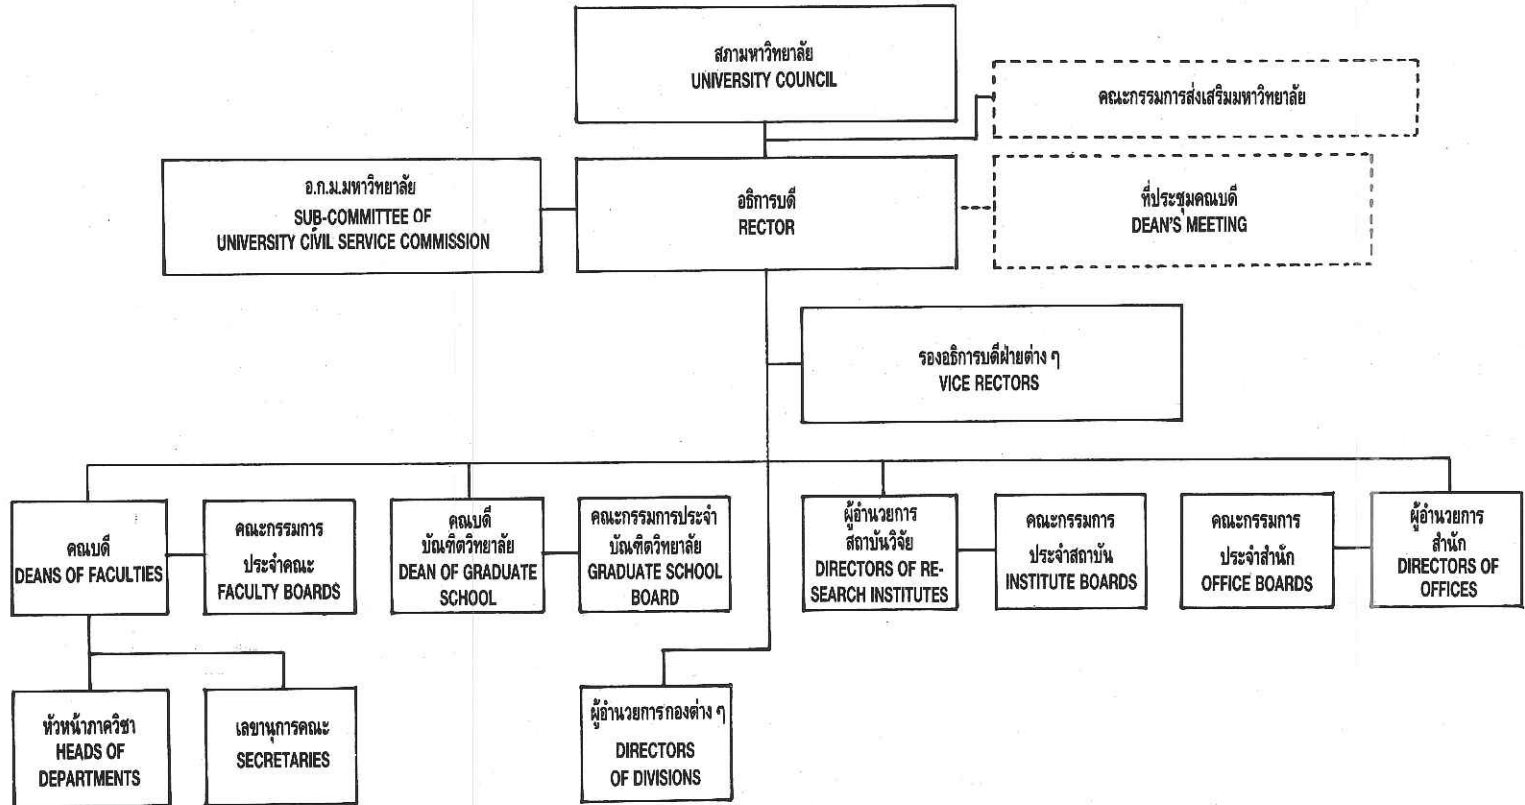 สภามหาวิทยาลัย
UNIVERSITY COUNCIL
คณะกรรมการส่งเสริมมหาวิทยาลัย
อ.ก.ม.มหาวิทยาลัย
SUB-COMMITTEE OF
UNIVERSITY CIVIL SERVICE COMMISSION
อธิการบดี
RECTOR
ที่ประชุมคณบดี
DEAN'S MEETING
รองอธิการบดีฝ่ายต่าง ๆ
VICE RECTORS
คณบดี
DEANS OF FACULTIES
คณะกรรมการ
ประจำคณะ
FACULTY BOARDS
คณบดี
บัณฑิตวิทยาลัย
DEAN OF GRADUATE
SCHOOL
คณะกรรมการประจำ
บัณฑิตวิทยาลัย
GRADUATE SCHOOL
BOARD
ผู้อำนวยการ
สถาบันวิจัย
DIRECTORS OF RE-
SEARCH INSTITUTES
คณะกรรมการ
ประจำสถาบัน
INSTITUTE BOARDS
คณะกรรมการ
ประจำสำนัก
OFFICE BOARDS
ผู้อำนวยการ
สำนัก
DIRECTORS OF
OFFICES
หัวหน้าภาควิชา
HEADS OF
DEPARTMENTS
เลขานุการคณะ
SECRETARIES
ผู้อำนวยการกองต่าง ๆ
DIRECTORS
OF DIVISIONS